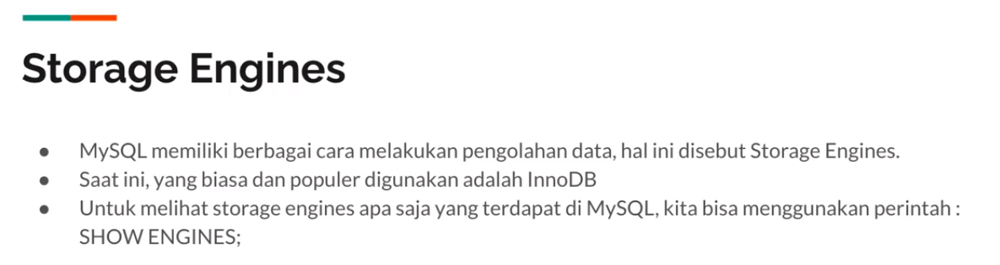 Storage Engines
● MySQL memiliki berbagai cara melakukan pengolahan data, hal ini disebut Storage Engines.
● Saat ini, yang biasa dan populer digunakan adalah InnoDB
● Untuk melihat storage engines apa saja yang terdapat di MySQL, kita bisa menggunakan perintah :
SHOW ENGINES;